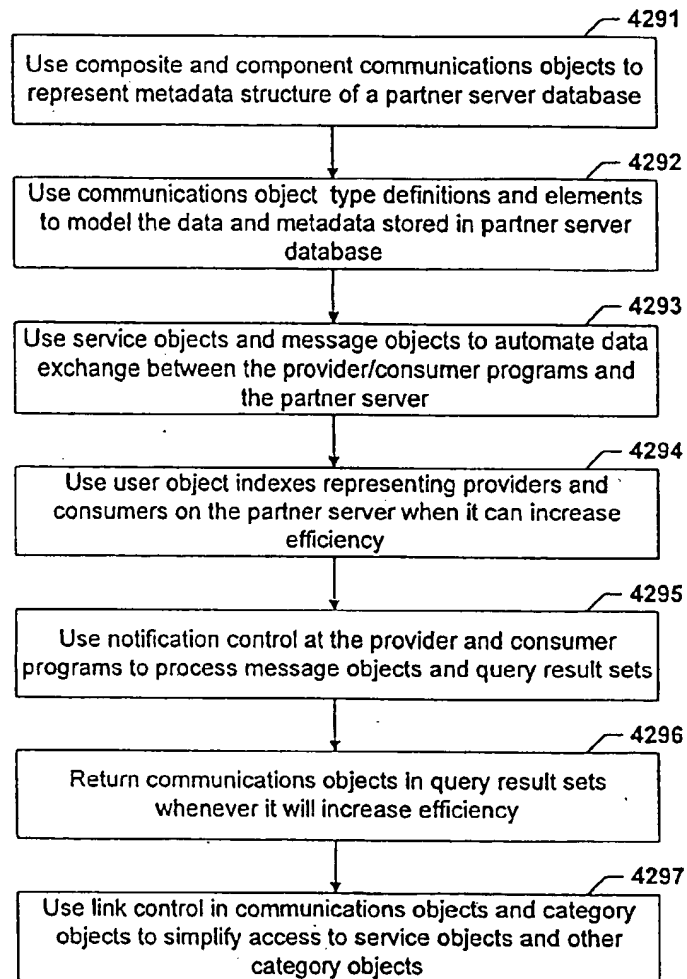 4291
Use composite and component communications objects to
represent metadata structure of a partner server database
4292
Use communications object type definitions and elements
to model the data and metadata stored in partner server
database
4293
Use service objects and message objects to automate data
exchange between the provider/consumer programs and
the partner server
4294
Use user object indexes representing providers and
consumers on the partner server when it can increase
efficiency
4295
Use notification control at the provider and consumer
programs to process message objects and query result sets
4296
Return communications objects in query result sets
whenever it will increase efficiency
4297
Use link control in communications objects and category
objects to simplify access to service objects and other
category objects